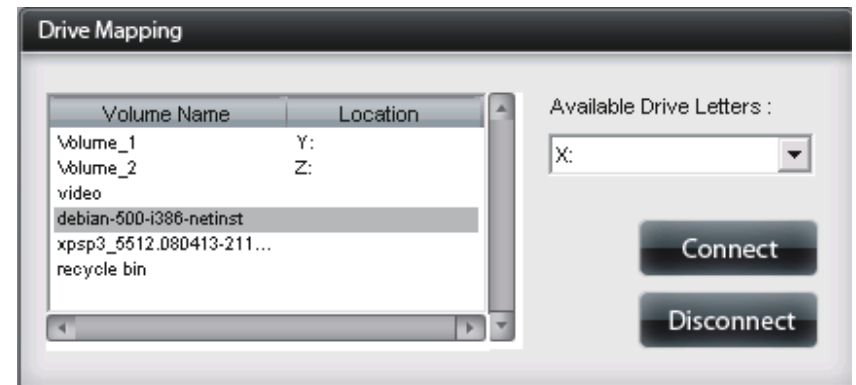 Drive Mapping
Volume Name Location
Volume_1 Y:
Volume_2 Z:
video
debian-500-i386-netinst
xpsp3_5512.080413-211...
recycle bin
Available Drive Letters :
X:
Connect
Disconnect